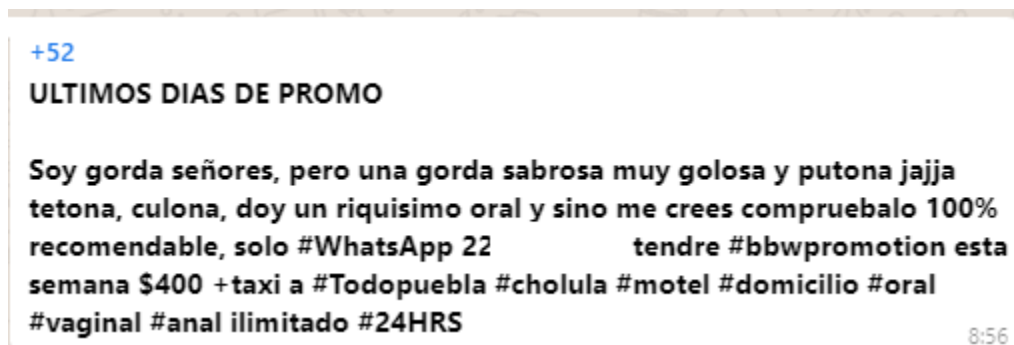 +52
ULTIMOS DIAS DE PROMO
Soy gorda señores, pero una gorda sabrosa muy golosa y putona jajja
tetona, culona, doy un riquisimo oral y sino me crees compruebalo 100%
recomendable, solo #WhatsApp 22 tendre #bbwpromotion esta
semana $400 +taxi a #Todopuebla #cholula #motel #domicilio #oral
#vaginal #anal ilimitado #24HRS
8:56